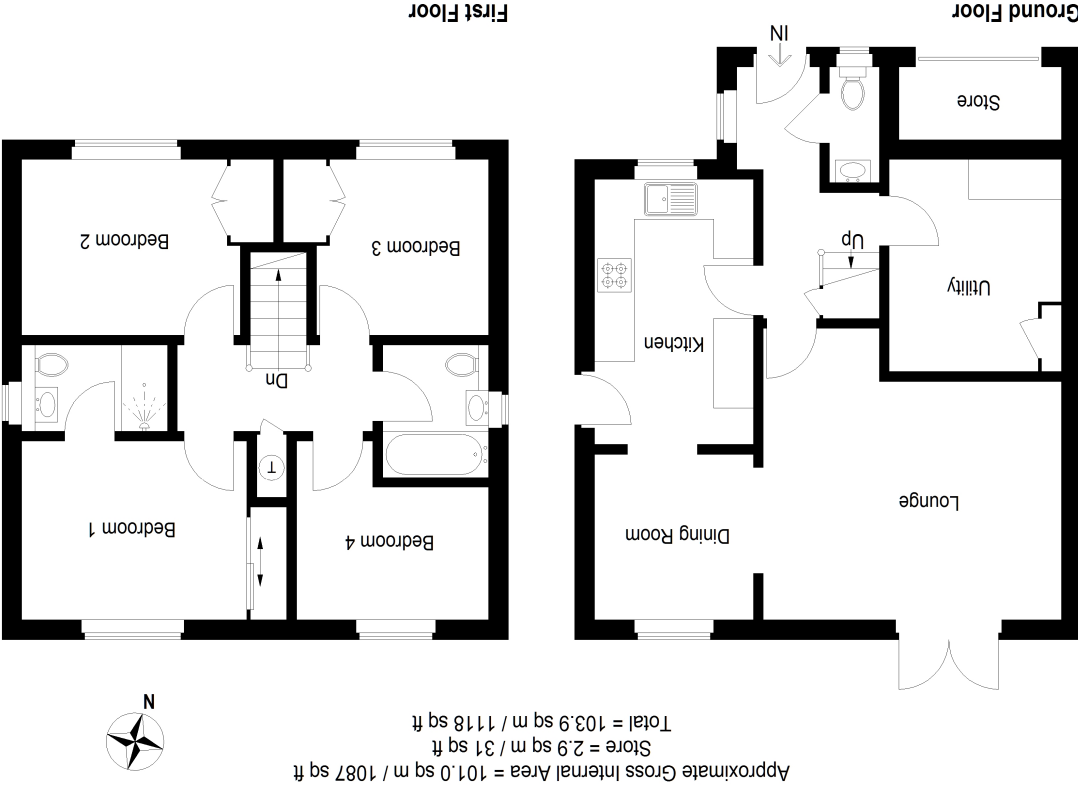 Approximate Gross Internal Area = 101.0 sq m / 1087 sq ft
Store = 2.9 sq m / 31 sq ft
Total = 103.9 sq m / 1118 sq ft
N
Lounge
Dining Room
Kitchen
Utility
Up
Store
IN
Ground Floor
Bedroom 4
Bedroom 1
T
Dn
Bedroom 3
Bedroom 2
First Floor